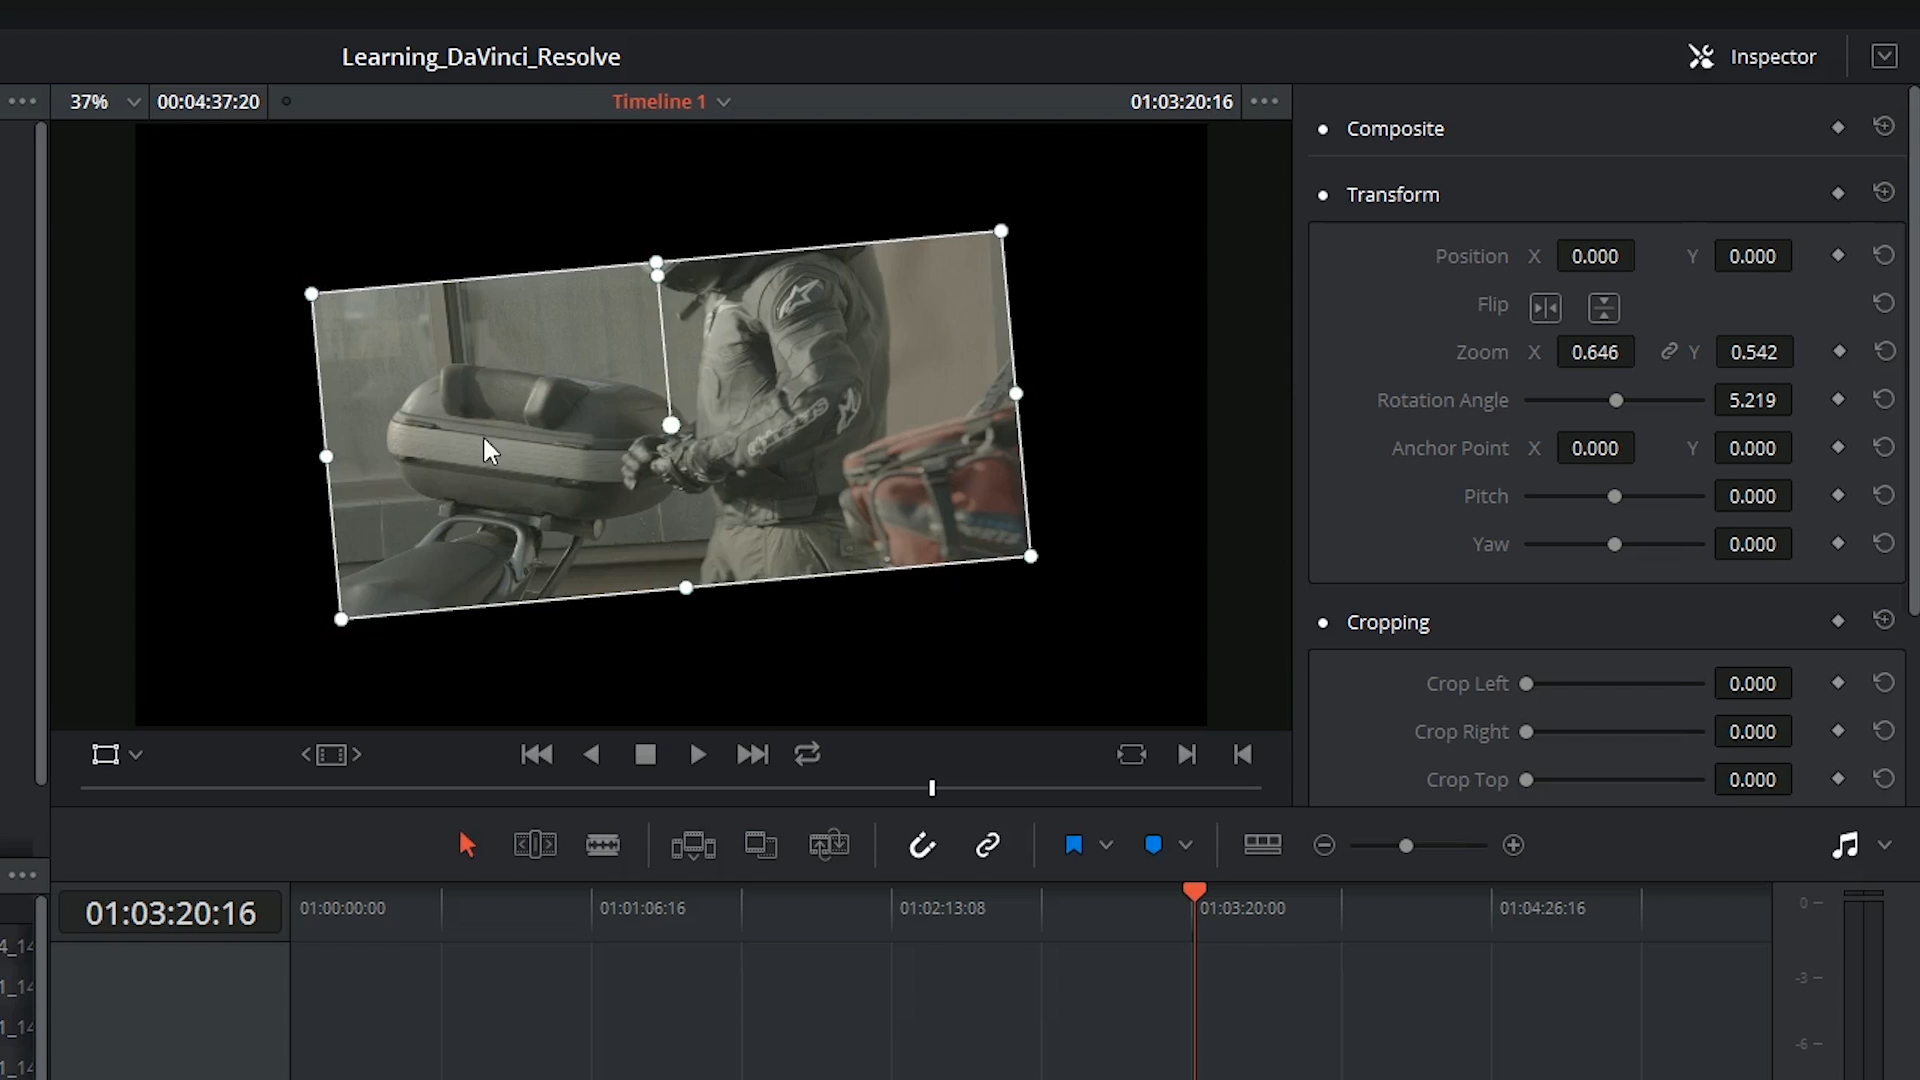 Learning_DaVinci_Resolve
Inspector
37%
00:04:37:20
Timeline 1
01:03:20:16
Composite
Transform
Position X 0.000 Y 0.000
Flip
Zoom X 0.646 Y 0.542
Rotation Angle 5.219
Anchor Point X 0.000 Y 0.000
Pitch 0.000
Yaw 0.000
Cropping
Crop Left 0.000
Crop Right 0.000
Crop Top 0.000
01:03:20:16
01:00:00:00
01:01:06:16
01:02:13:08
01:03:20:00
01:04:26:16
0
-3
-6
4_14
1_14
1_14
1_14